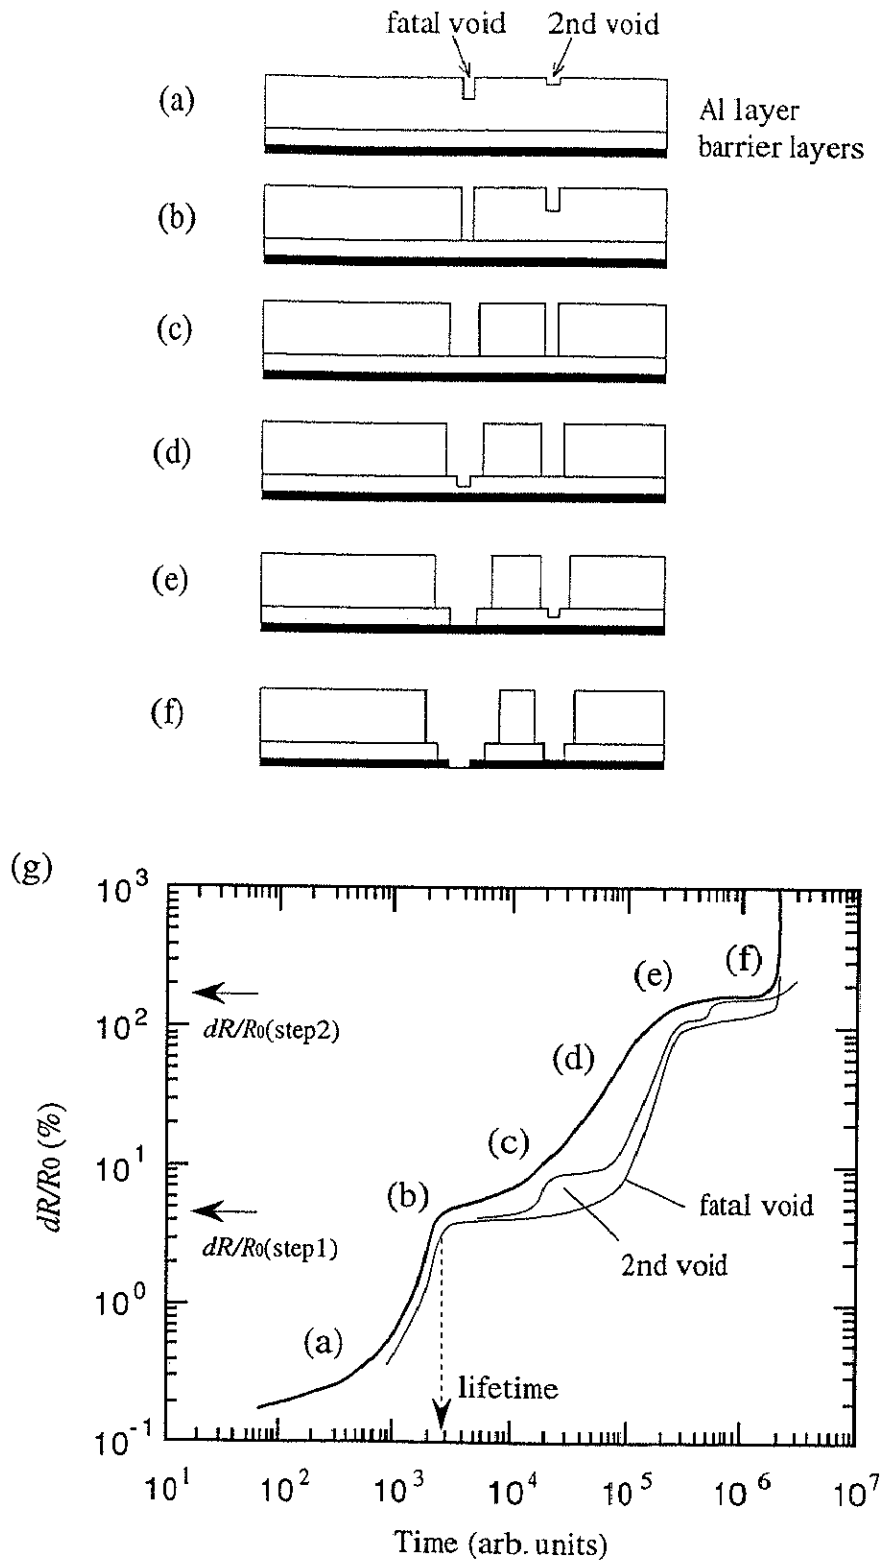 fatal void 2nd void
(a)
Al layer
barrier layers
(b)
(c)
(d)
(e)
(f)
(g)
10³
10²
10¹
10⁰
10⁻¹
dR/R0 (%)
dR/R0(step2)
dR/R0(step1)
(a)
(b)
(c)
(d)
(e)
(f)
fatal void
2nd void
lifetime
10¹ 10² 10³ 10⁴ 10⁵ 10⁶ 10⁷
Time (arb. units)